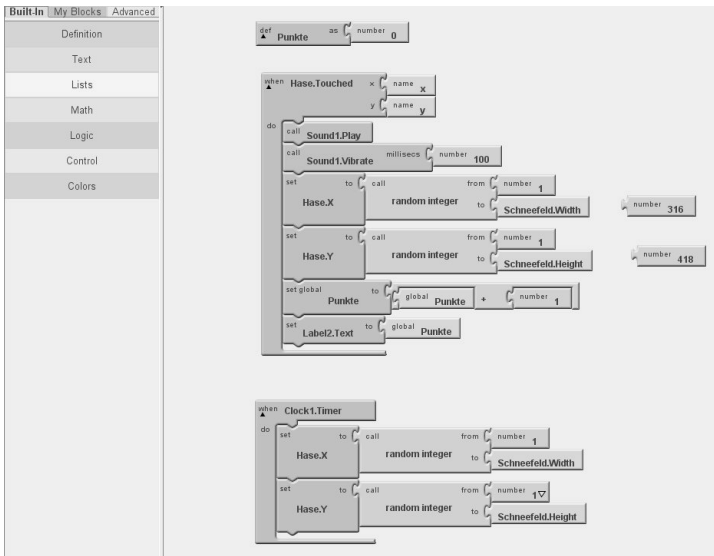 Built-In My Blocks Advanced
Definition
Text
Lists
Math
Logic
Control
Colors
def Punkte as number 0
when Hase.Touched x name x
y name y
do call Sound1.Play
call Sound1.Vibrate millisecs number 100
set Hase.X to call random integer from number 1
to Schneefeld.Width number 316
set Hase.Y to call random integer from number 1
to Schneefeld.Height number 418
set global Punkte to global Punkte + number 1
set Label2.Text to global Punkte
when Clock1.Timer
do set Hase.X to call random integer from number 1
to Schneefeld.Width
set Hase.Y to call random integer from number 1
to Schneefeld.Height